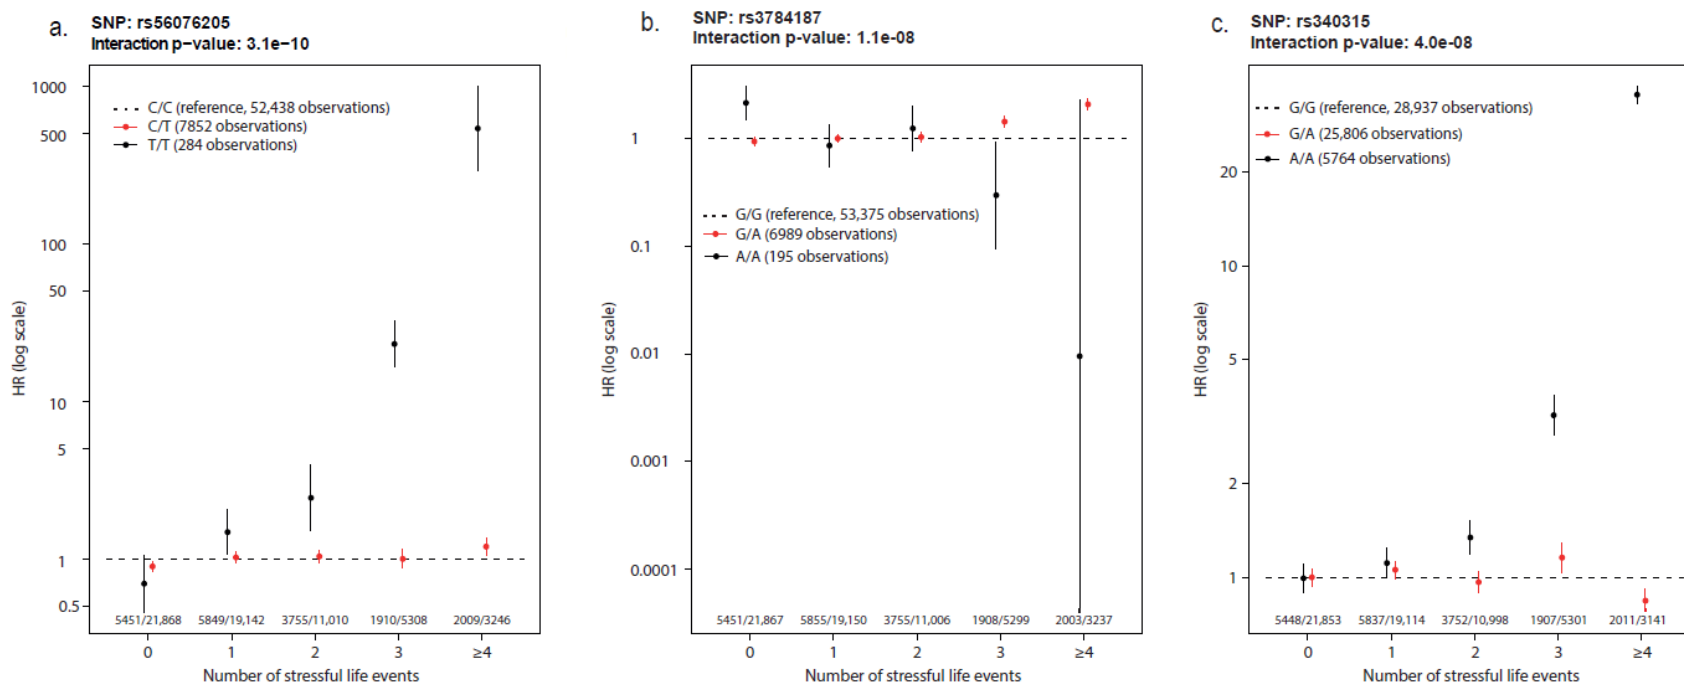 a.
SNP: rs56076205
Interaction p−value: 3.1e−10
1000
500
100
50
10
5
1
0.5
HR (log scale)
C/C (reference, 52,438 observations)
C/T (7852 observations)
T/T (284 observations)
5451/21,868 5849/19,142 3755/11,010 1910/5308 2009/3246
0 1 2 3 ≥4
Number of stressful life events
b.
SNP: rs3784187
Interaction p-value: 1.1e-08
1
0.1
0.01
0.001
0.0001
HR (log scale)
G/G (reference, 53,375 observations)
G/A (6989 observations)
A/A (195 observations)
5451/21,867 5855/19,150 3755/11,006 1908/5299 2003/3237
0 1 2 3 ≥4
Number of stressful life events
c.
SNP: rs340315
Interaction p-value: 4.0e-08
20
10
5
2
1
HR (log scale)
G/G (reference, 28,937 observations)
G/A (25,806 observations)
A/A (5764 observations)
5448/21,853 5837/19,114 3752/10,998 1907/5301 2011/3141
0 1 2 3 ≥4
Number of stressful life events